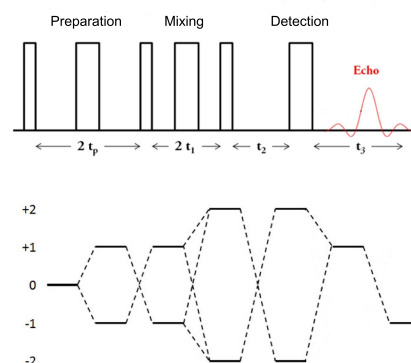 Preparation Mixing Detection
Echo
2 tp 2 t1 t2 t3
+2
+1
0
-1
-2